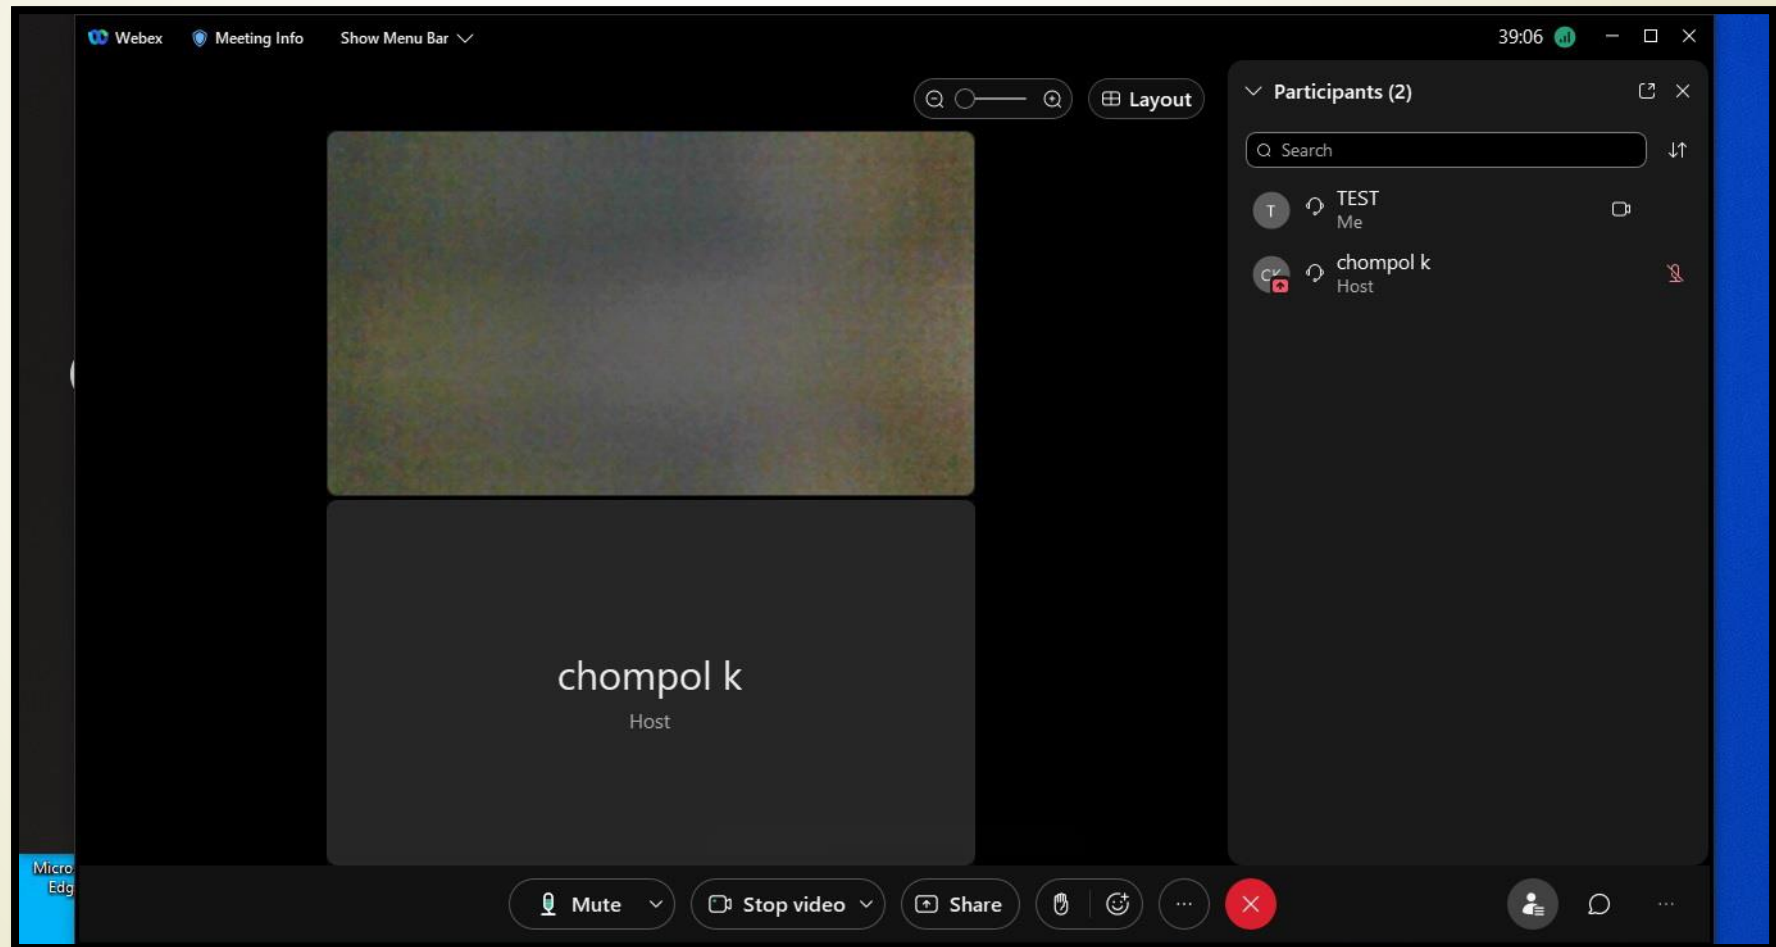 Webex Meeting Info Show Menu Bar 39:06
Layout
Participants (2)
Search
T TEST
Me
CK chompol k
Host
chompol k
Host
Micro
Edg
Mute Stop video Share